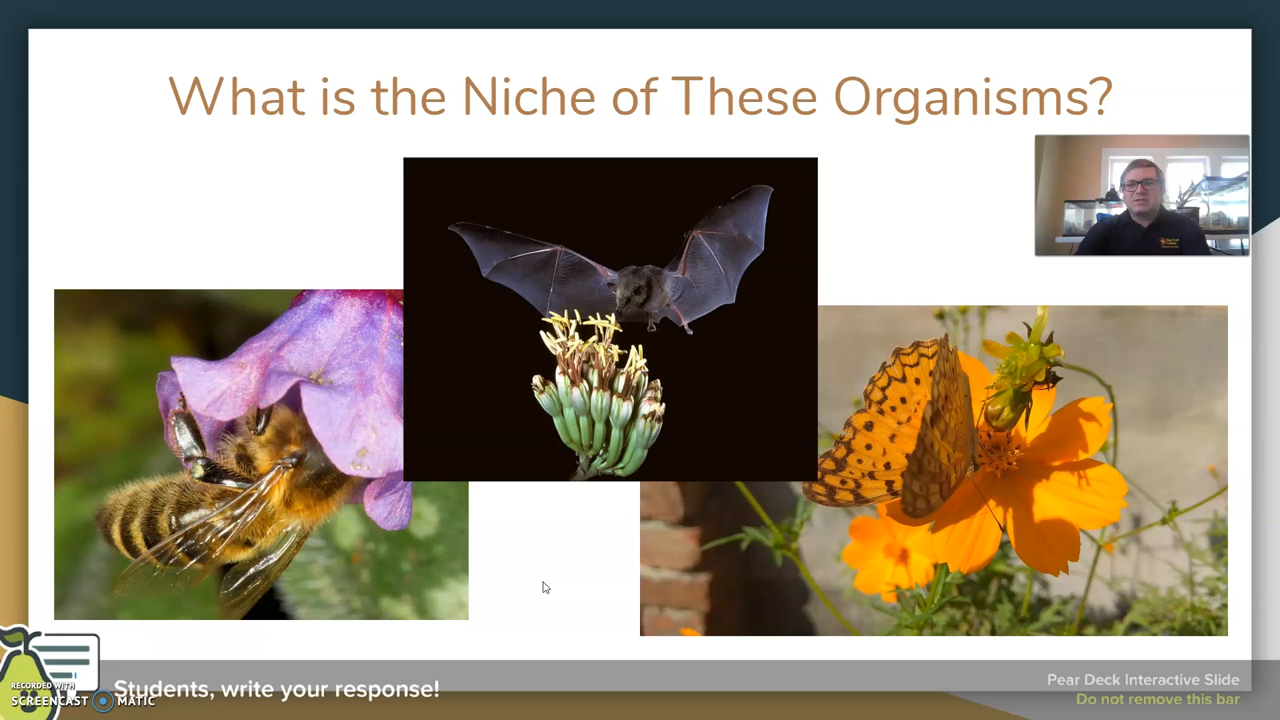 What is the Niche of These Organisms?
Students, write your response!
Pear Deck Interactive Slide
Do not remove this bar
RECORDED WITH
SCREENCAST MATIC